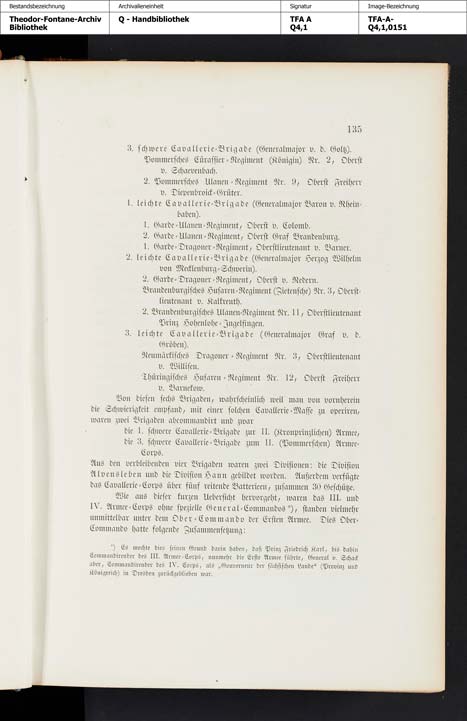 Bestandsbezeichnung Archivalieneinheit Signatur Image-Bezeichnung
Theodor-Fontane-Archiv Q - Handbibliothek TFA A TFA-A-
Bibliothek Q4,1 Q4,1,0151
135
3. schwere Cavallerie-Brigade (Generalmajor v. d. Goltz).
Pommersches Cürassier-Regiment (Königin) Nr. 2, Oberst
v. Schaevenbach.
2. Pommersches Ulanen-Regiment Nr. 9, Oberst Freiherr
v. Diepenbroick-Grüter.
1. leichte Cavallerie-Brigade (Generalmajor Baron v. Rhein-
baben).
1. Garde-Ulanen-Regiment, Oberst v. Colomb.
2. Garde-Ulanen-Regiment, Oberst Graf Brandenburg.
1. Garde-Dragoner-Regiment, Oberstlieutenant v. Barner.
2. leichte Cavallerie-Brigade (Generalmajor Herzog Wilhelm
von Mecklenburg-Schwerin).
2. Garde-Dragoner-Regiment, Oberst v. Redern.
Brandenburgisches Husaren-Regiment (Zietensche) Nr. 3, Oberst-
lieutenant v. Kalkreuth.
2. Brandenburgisches Ulanen-Regiment Nr. 11, Oberstlieutenant
Prinz Hohenlohe-Ingelfingen.
3. leichte Cavallerie-Brigade (Generalmajor Graf v. d.
Gröben).
Neumärkisches Dragoner-Regiment Nr. 3, Oberstlieutenant
v. Willisen.
Thüringisches Husaren-Regiment Nr. 12, Oberst Freiherr
v. Barnekow.
Von diesen sechs Brigaden, wahrscheinlich weil man von vornherein
die Schwierigkeit empfand, mit einer solchen Cavallerie-Masse zu operiren,
waren zwei Brigaden abcommandirt und zwar
die 1. schwere Cavallerie-Brigade zur II. (Kronprinzlichen) Armee,
die 3. schwere Cavallerie-Brigade zum II. (Pommerschen) Armee-
Corps.
Aus den verbleibenden vier Brigaden waren zwei Divisionen: die Division
Alvensleben und die Division Hann gebildet worden. Außerdem verfügte
das Cavallerie-Corps über fünf reitende Batterieen, zusammen 30 Geschütze.
Wie aus dieser kurzen Uebersicht hervorgeht, waren das III. und
IV. Armee-Corps ohne spezielle General-Commandos*), standen vielmehr
unmittelbar unter dem Ober-Commando der Ersten Armee. Dies Ober-
Commando hatte folgende Zusammensetzung:
*) Es mochte dies seinen Grund darin haben, daß Prinz Friedrich Karl, bis dahin
Commandirender des III. Armee-Corps, nunmehr die Erste Armee führte, General v. Schack
aber, Commandirender des IV. Corps, als „Gouverneur der sächsischen Lande“ (Provinz und
Königreich) in Dresden zurückgeblieben war.